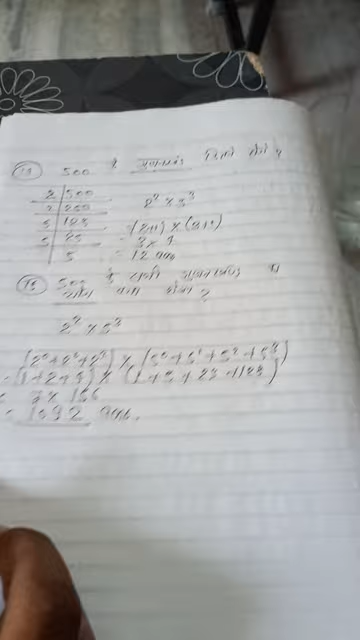 500 के गुणनखंड कितने होंगे ?
2 | 500
2 | 250
5 | 125
5 | 25
5
2² × 5³
(2+1) × (3+1)
= 3 × 4
= 12 ans
500 के सभी गुणनखंडों का
योग क्या होगा ?
2² × 5³
(2⁰+2¹+2²) × (5⁰+5¹+5²+5³)
= (1+2+4) × (1+5+25+125)
= 7 × 156
= 1092 ans.